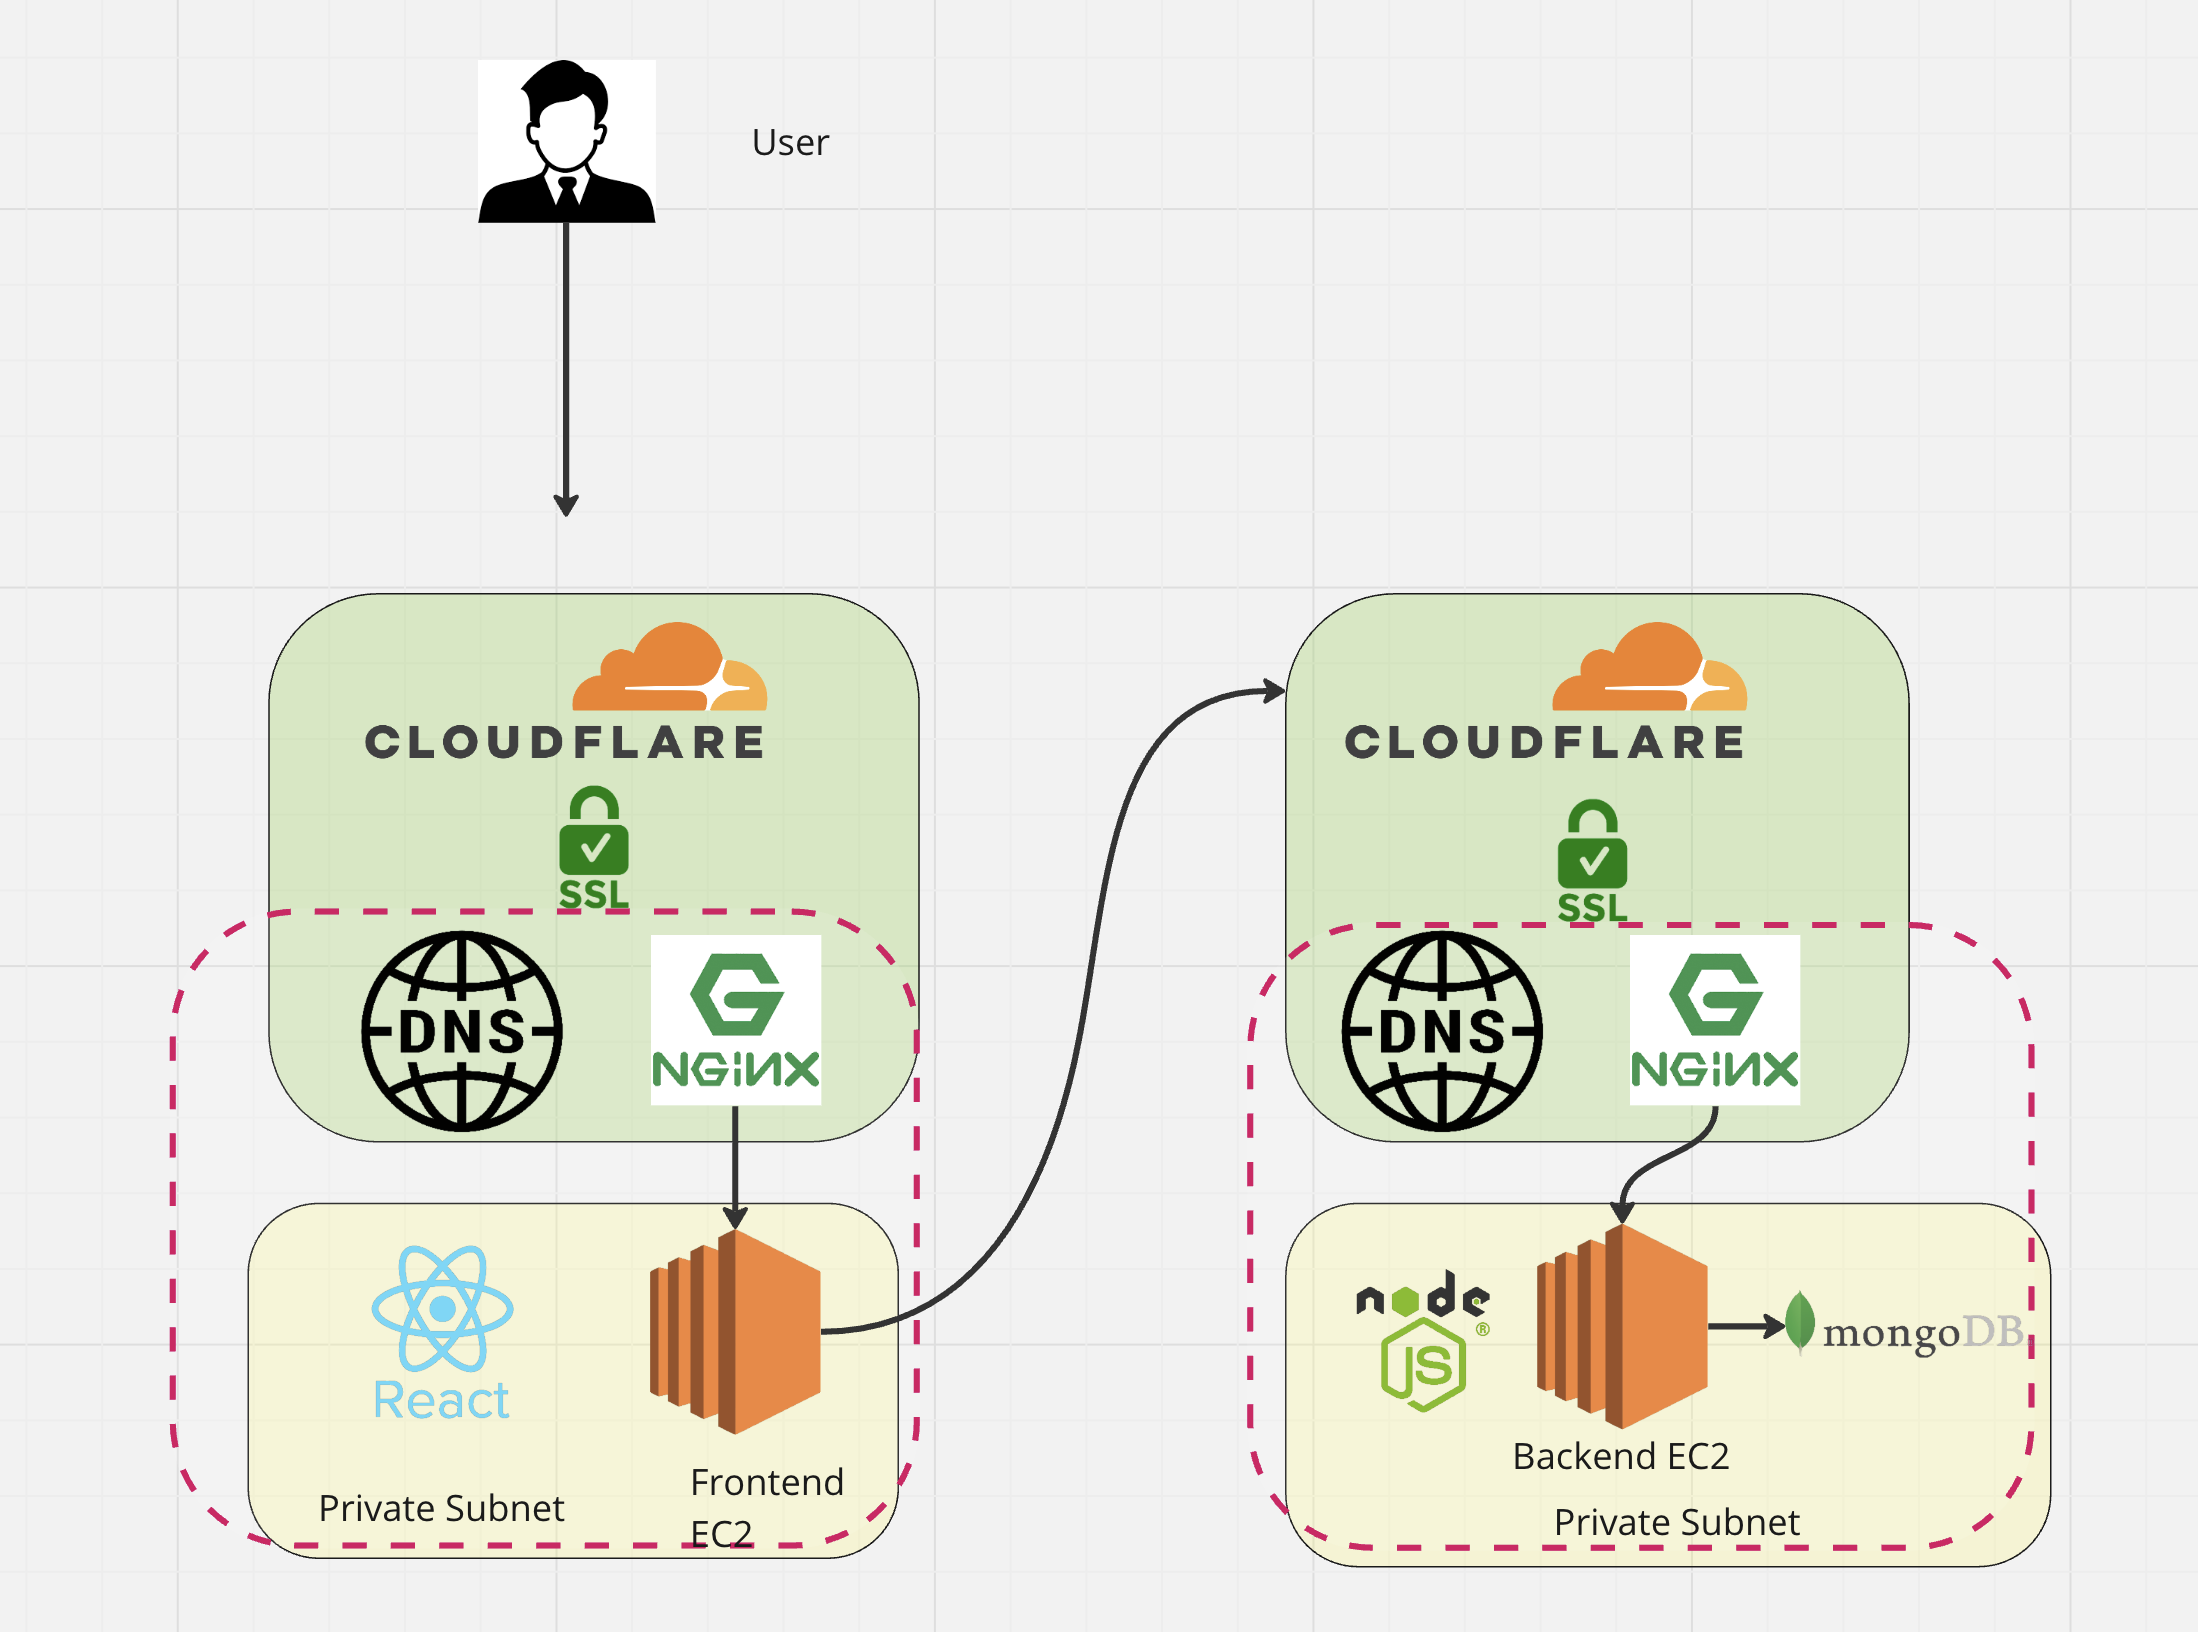 User
CLOUDFLARE
SSL
DNS
NGiNX
React
Private Subnet
Frontend
EC2
CLOUDFLARE
SSL
DNS
NGiNX
node
®
JS
mongoDB
Backend EC2
Private Subnet